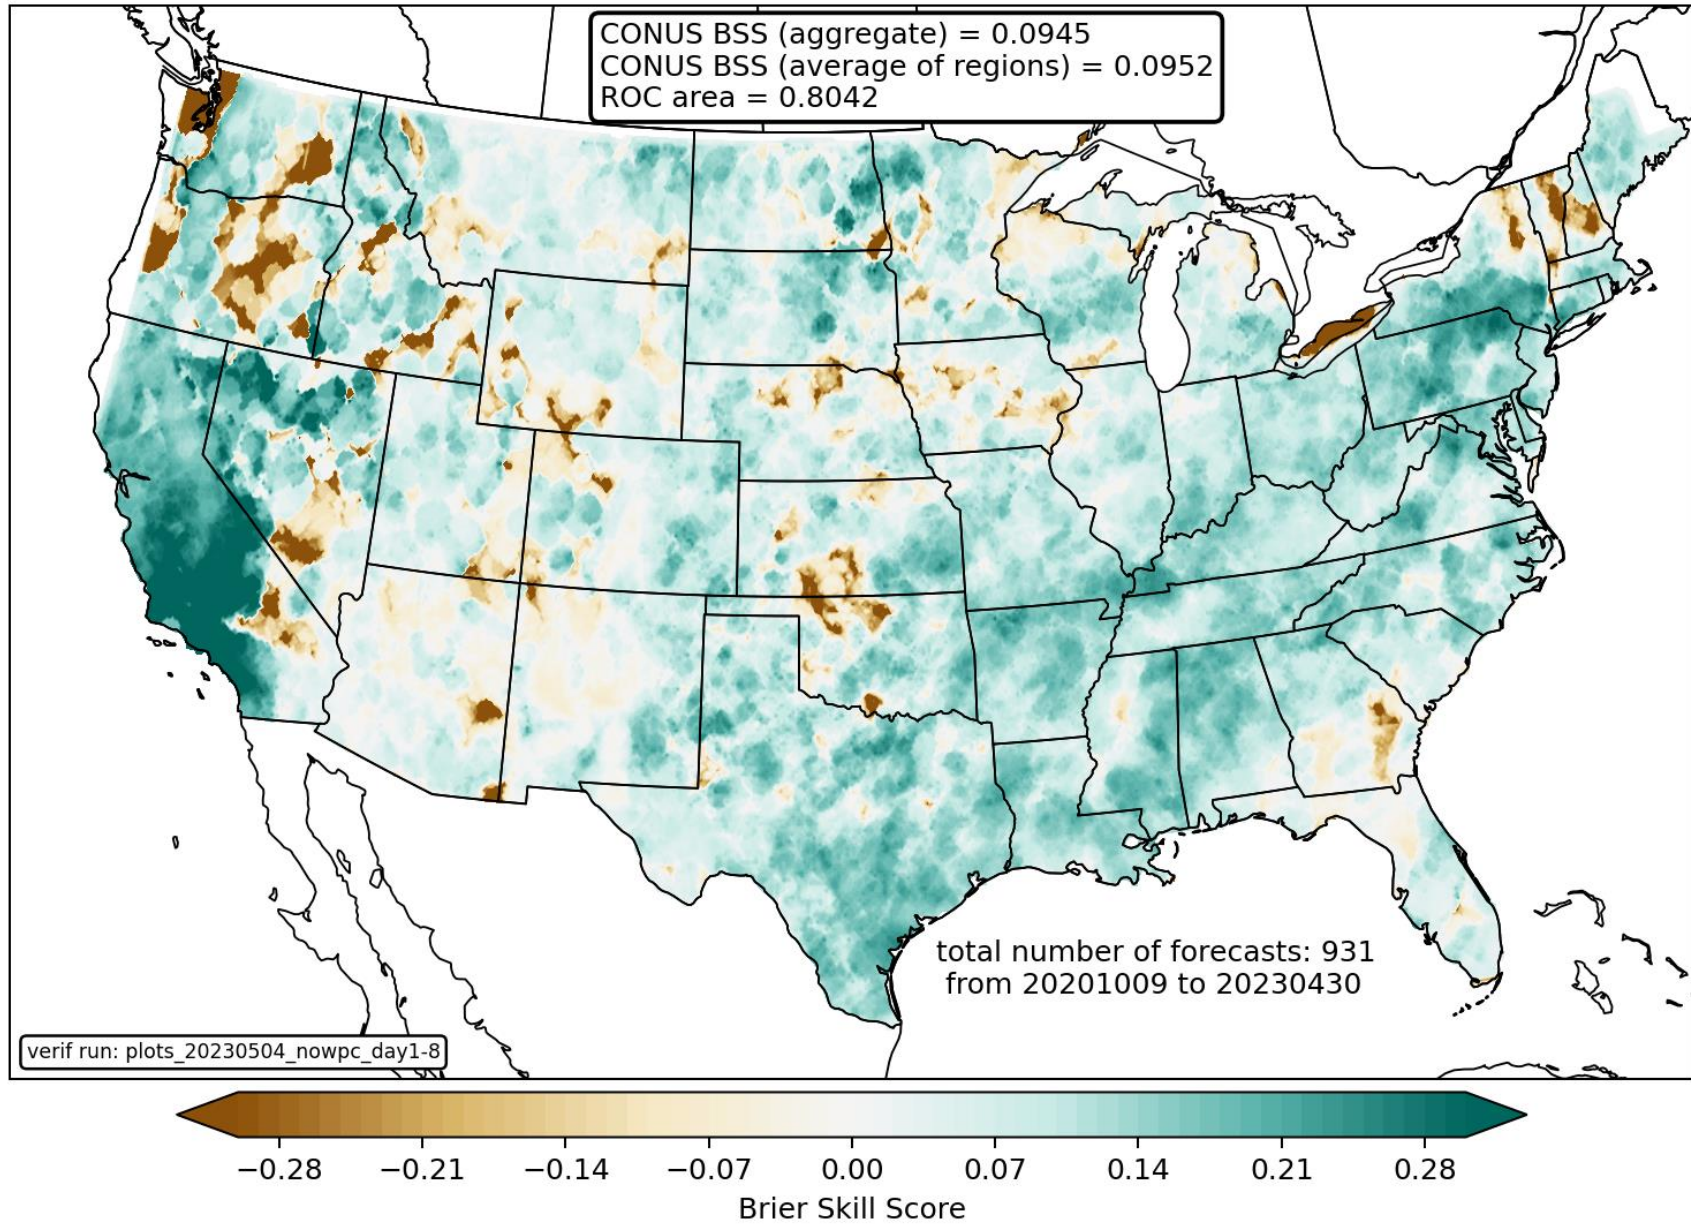 CONUS BSS (aggregate) = 0.0945
CONUS BSS (average of regions) = 0.0952
ROC area = 0.8042
total number of forecasts: 931
from 20201009 to 20230430
verif run: plots_20230504_nowpc_day1-8
−0.28 −0.21 −0.14 −0.07 0.00 0.07 0.14 0.21 0.28
Brier Skill Score